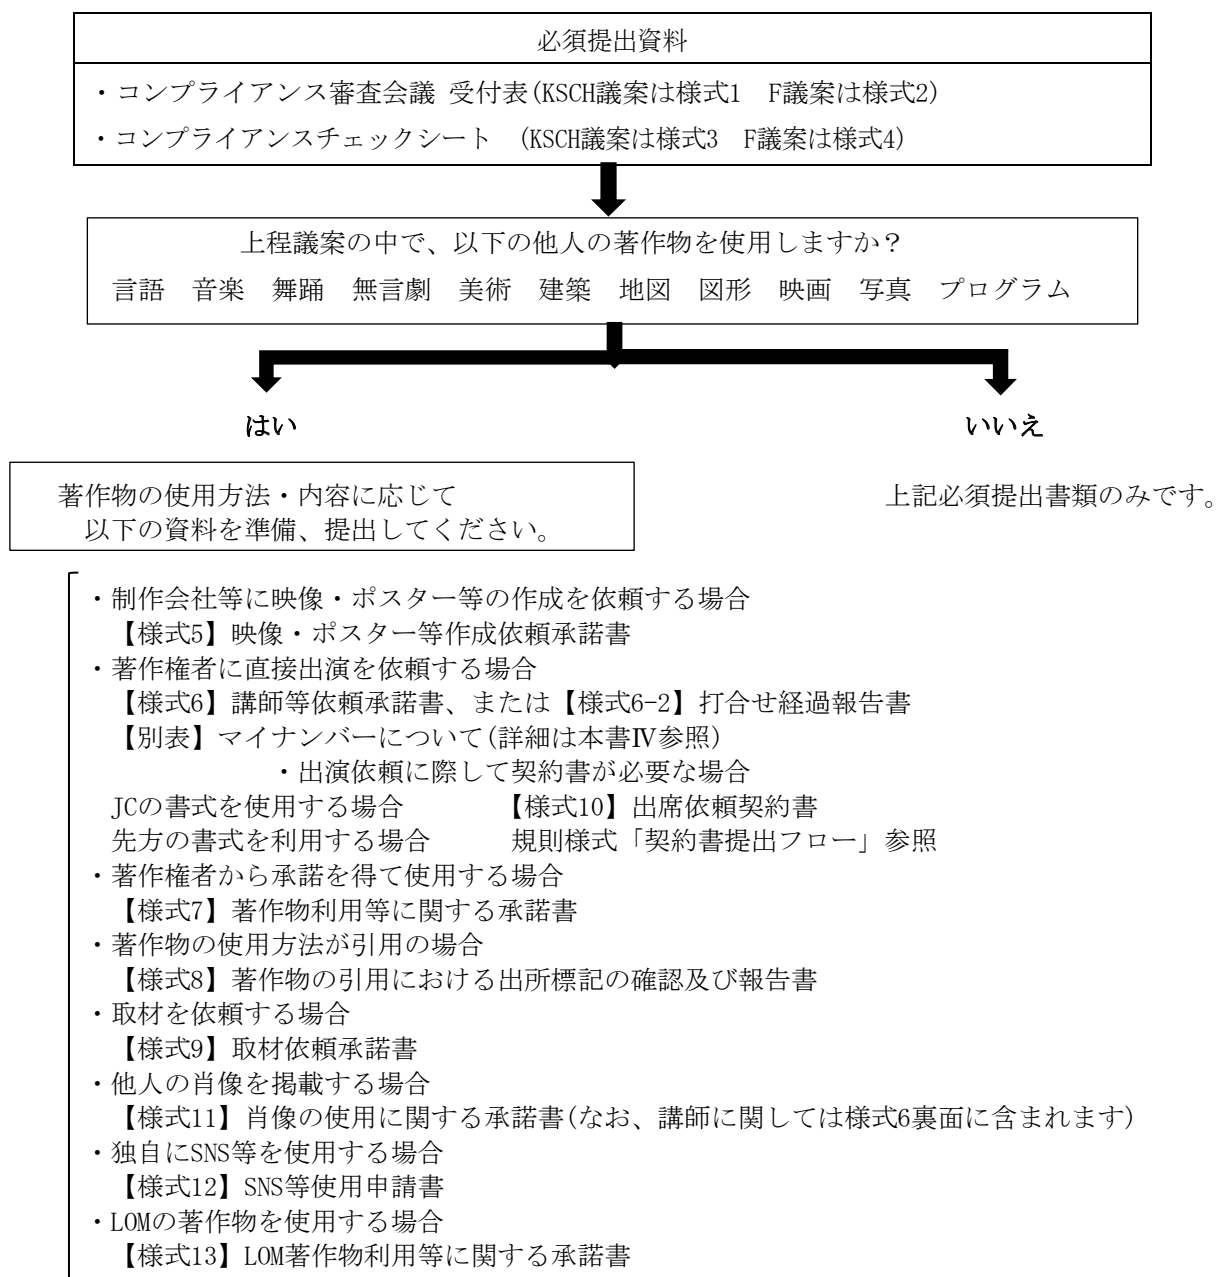 必須提出資料
・コンプライアンス審査会議 受付表(KSCH議案は様式1　F議案は様式2)
・コンプライアンスチェックシート　(KSCH議案は様式3　F議案は様式4)
上程議案の中で、以下の他人の著作物を使用しますか？
言語　音楽　舞踊　無言劇　美術　建築　地図　図形　映画　写真　プログラム
はい
いいえ
著作物の使用方法・内容に応じて
以下の資料を準備、提出してください。
上記必須提出書類のみです。
・制作会社等に映像・ポスター等の作成を依頼する場合
【様式5】映像・ポスター等作成依頼承諾書
・著作権者に直接出演を依頼する場合
【様式6】講師等依頼承諾書、または【様式6-2】打合せ経過報告書
【別表】マイナンバーについて(詳細は本書Ⅳ参照)
・出演依頼に際して契約書が必要な場合
JCの書式を使用する場合　　　　【様式10】出席依頼契約書
先方の書式を利用する場合　　　規則様式「契約書提出フロー」参照
・著作権者から承諾を得て使用する場合
【様式7】著作物利用等に関する承諾書
・著作物の使用方法が引用の場合
【様式8】著作物の引用における出所標記の確認及び報告書
・取材を依頼する場合
【様式9】取材依頼承諾書
・他人の肖像を掲載する場合
【様式11】肖像の使用に関する承諾書(なお、講師に関しては様式6裏面に含まれます)
・独自にSNS等を使用する場合
【様式12】SNS等使用申請書
・LOMの著作物を使用する場合
【様式13】LOM著作物利用等に関する承諾書